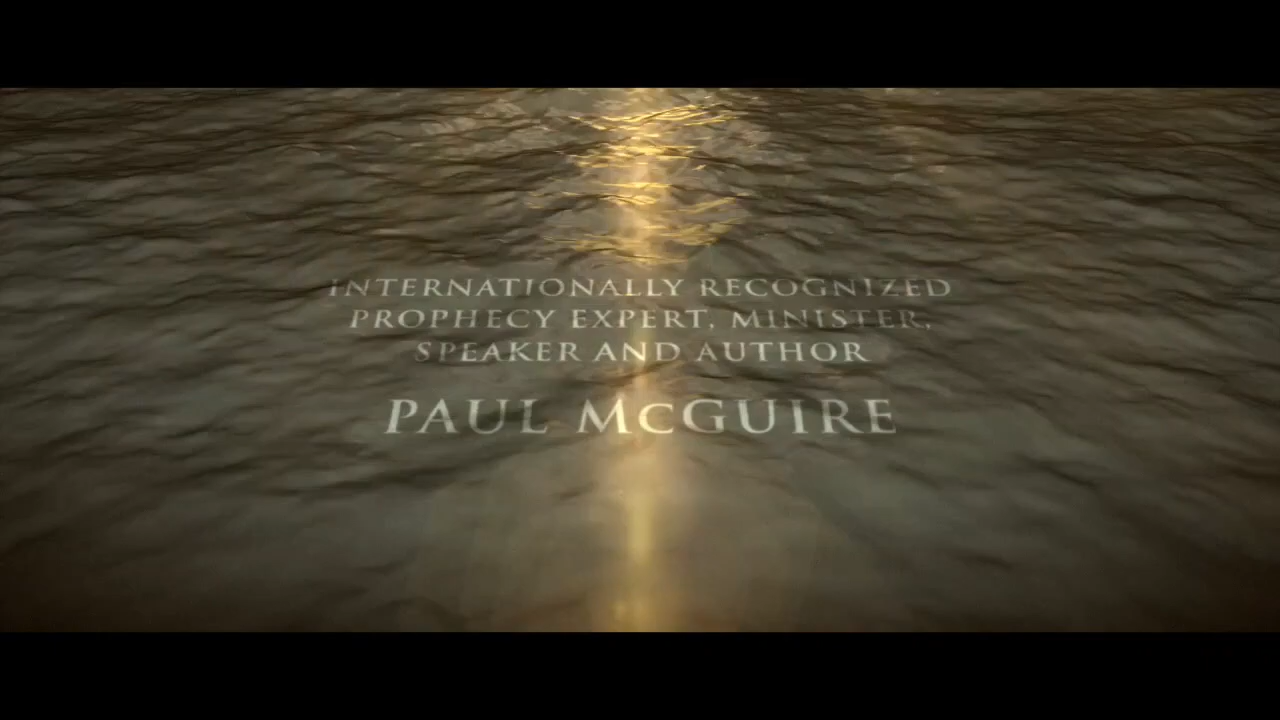 INTERNATIONALLY RECOGNIZED
PROPHECY EXPERT, MINISTER,
SPEAKER AND AUTHOR
PAUL McGUIRE